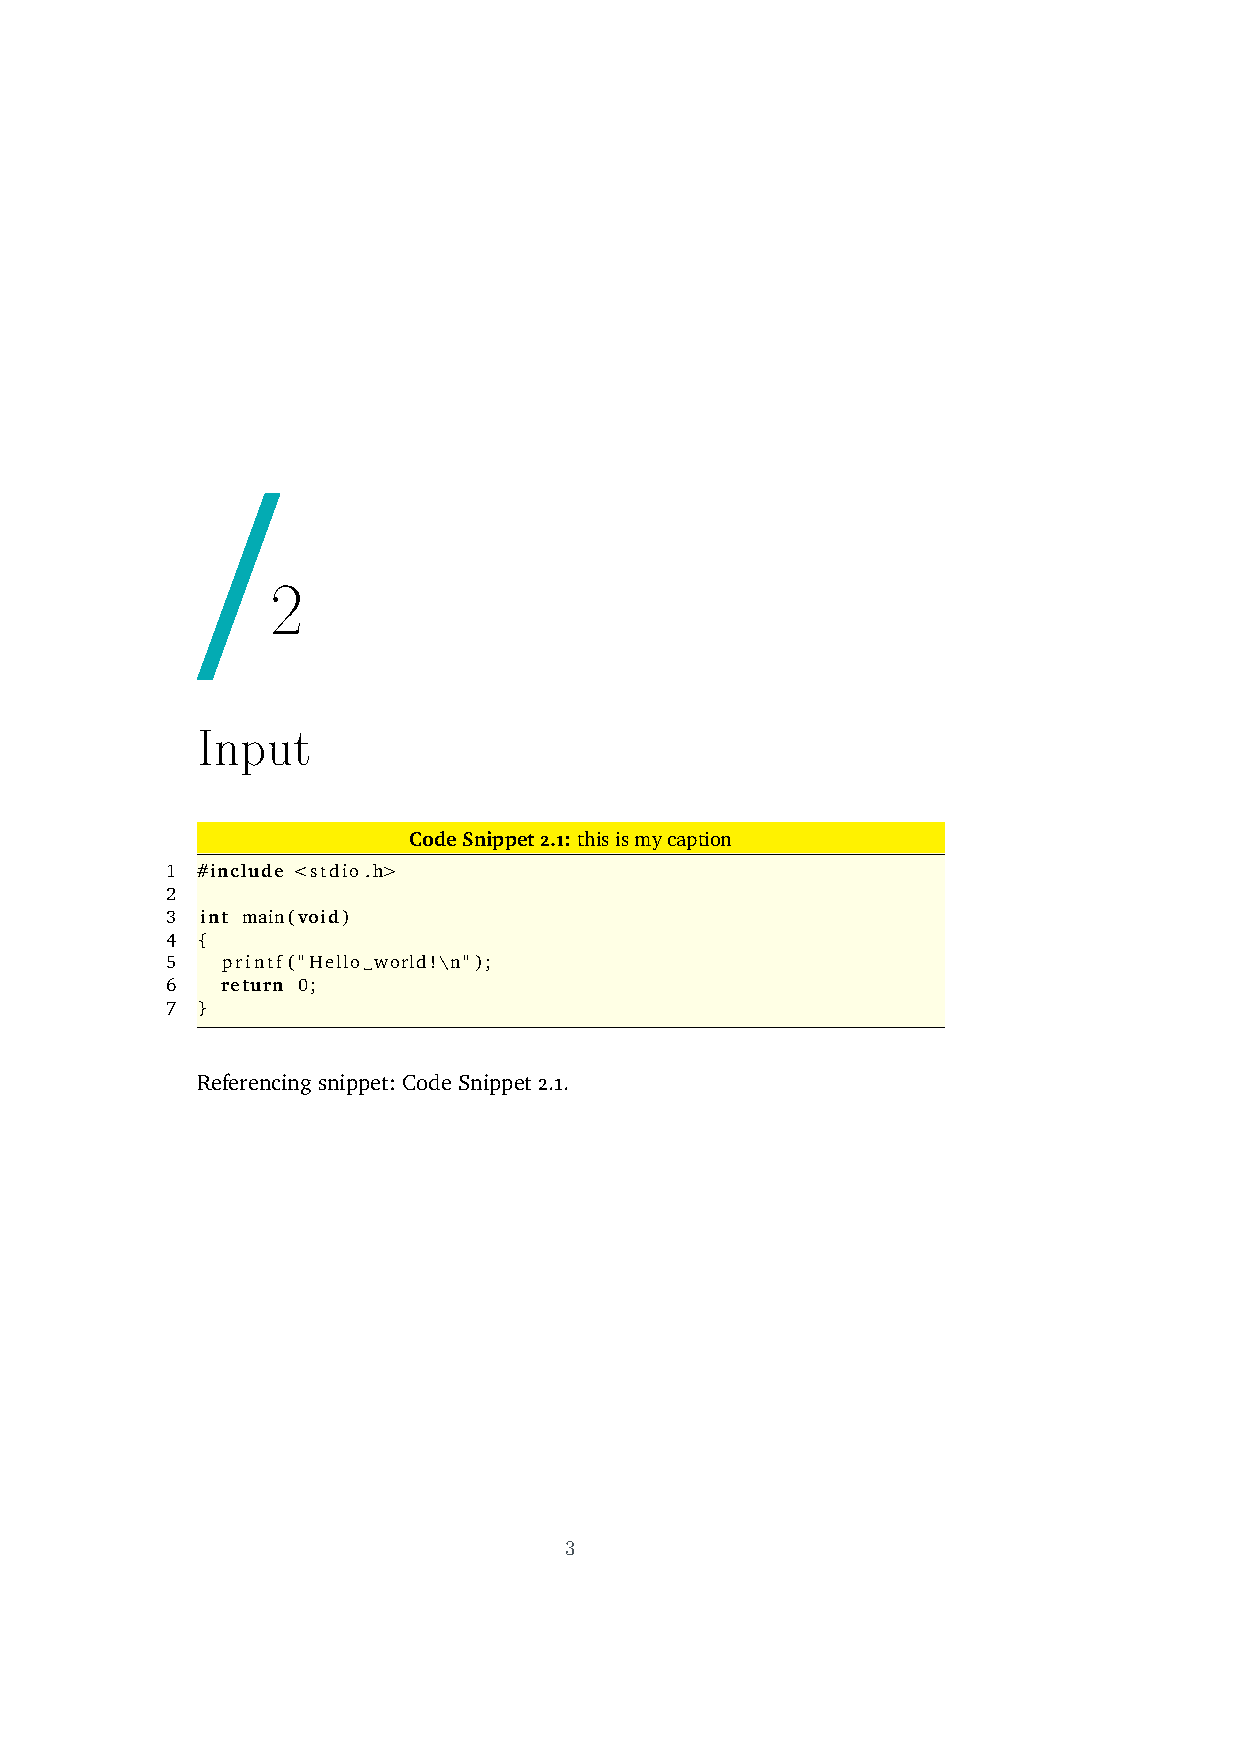 2
Input
Code Snippet 2.1: this is my caption
1 #include <stdio.h>
2
3 int main(void)
4 {
5   printf("Hello␣world!\n");
6   return 0;
7 }
Referencing snippet: Code Snippet 2.1.
3